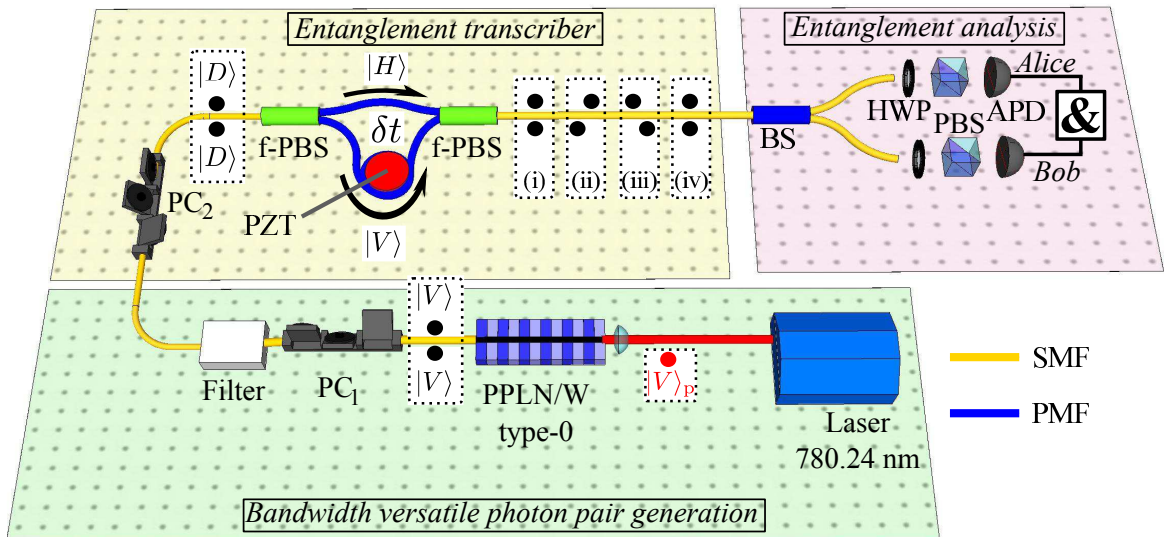 Entanglement transcriber
Entanglement analysis
|H⟩
|D⟩
|D⟩
δt
f-PBS
f-PBS
PZT
|V⟩
PC2
(i)
(ii)
(iii)
(iv)
BS
HWP
PBS
APD
Alice
&
Bob
|V⟩
|V⟩
Filter
PC1
PPLN/W
type-0
|V⟩p
Laser
780.24 nm
SMF
PMF
Bandwidth versatile photon pair generation